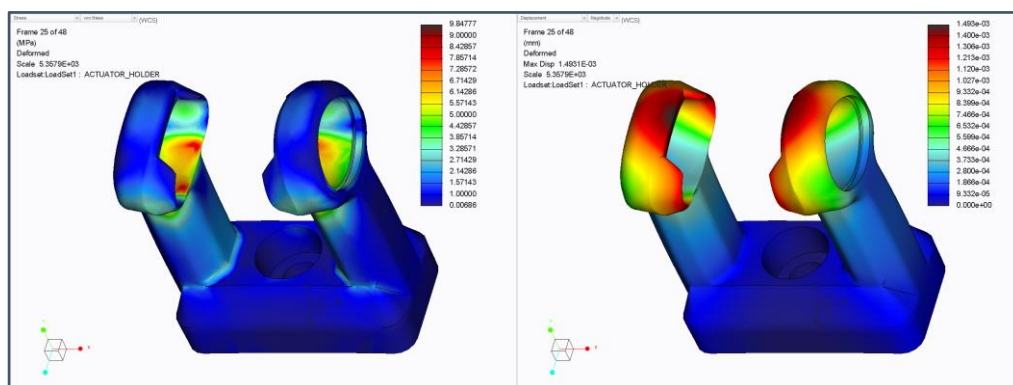 Stress
von Mises
(WCS)
Frame 25 of 48
(MPa)
Deformed
Scale 5.3579E+03
Loadset:LoadSet1 : ACTUATOR_HOLDER
9.84777
9.00000
8.42857
7.85714
7.28572
6.71429
6.14286
5.57143
5.00000
4.42857
3.85714
3.28571
2.71429
2.14286
1.57143
1.00000
0.00686
Displacement
Magnitude
(WCS)
Frame 25 of 48
(mm)
Deformed
Max Disp 1.4931E-03
Scale 5.3579E+03
Loadset:LoadSet1 : ACTUATOR_HOLDER
1.493e-03
1.400e-03
1.306e-03
1.213e-03
1.120e-03
1.027e-03
9.332e-04
8.399e-04
7.466e-04
6.532e-04
5.599e-04
4.666e-04
3.733e-04
2.800e-04
1.866e-04
9.332e-05
0.000e+00